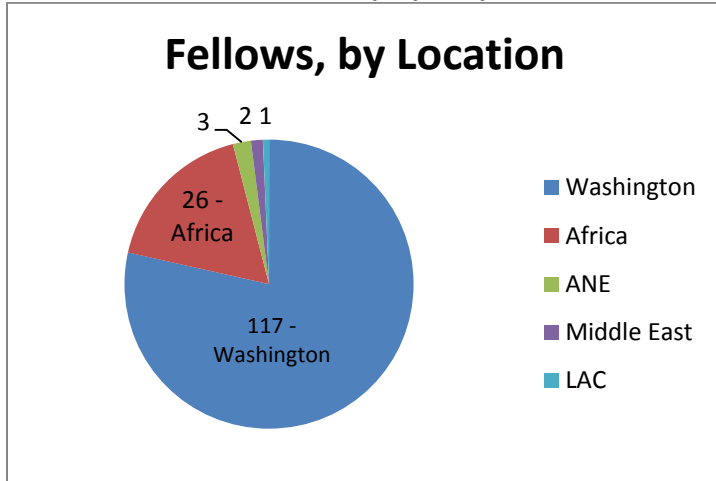 Fellows, by Location
3
2 1
26 -
Africa
117 -
Washington
Washington
Africa
ANE
Middle East
LAC